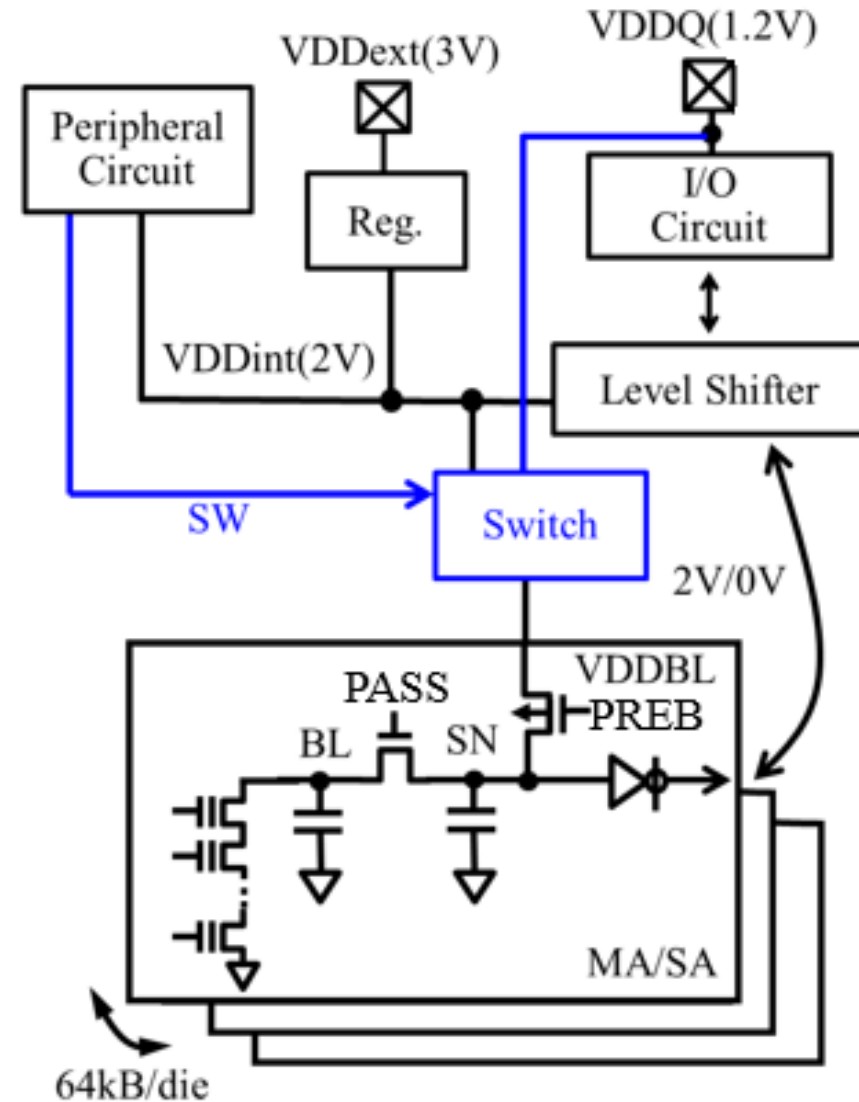 VDDext(3V)
VDDQ(1.2V)
Peripheral
Circuit
Reg.
I/O
Circuit
VDDint(2V)
Level Shifter
SW
Switch
2V/0V
VDDBL
PASS
PREB
BL
SN
MA/SA
64kB/die